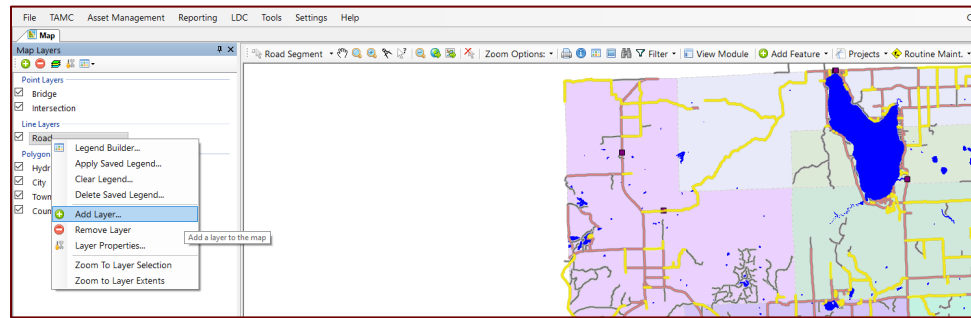 File TAMC Asset Management Reporting LDC Tools Settings Help
Map
Map Layers
Road Segment Zoom Options: Filter View Module Add Feature Projects Routine Maint.
Point Layers
Bridge
Intersection
Line Layers
Road
Legend Builder...
Polygon
Apply Saved Legend...
Hydr
Clear Legend...
City
Delete Saved Legend...
Town
Coun
Add Layer...
Remove Layer
Add a layer to the map
Layer Properties...
Zoom To Layer Selection
Zoom to Layer Extents